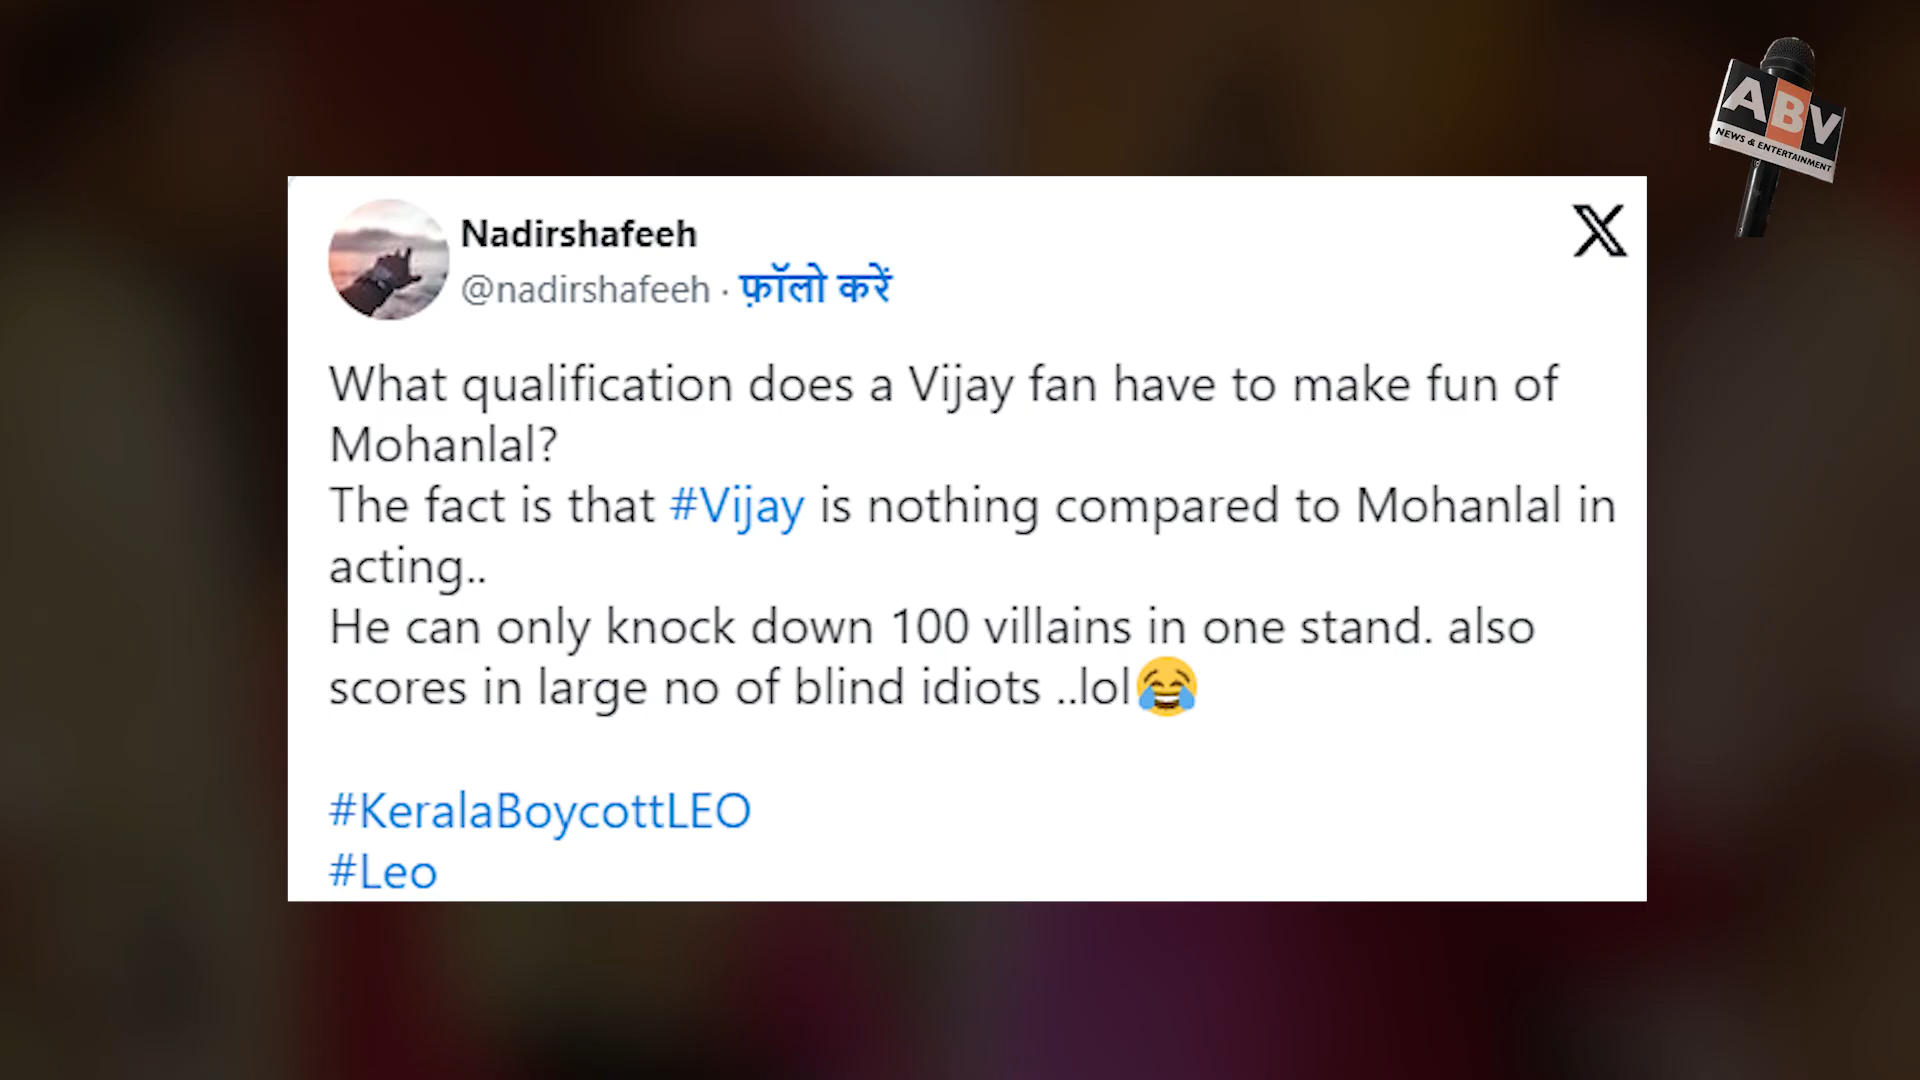 ABV
NEWS & ENTERTAINMENT
Nadirshafeeh
@nadirshafeeh · फ़ॉलो करें
What qualification does a Vijay fan have to make fun of
Mohanlal?
The fact is that #Vijay is nothing compared to Mohanlal in
acting..
He can only knock down 100 villains in one stand. also
scores in large no of blind idiots ..lol😂
#KeralaBoycottLEO
#Leo